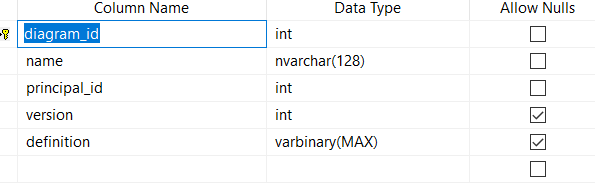 Column Name Data Type Allow Nulls
diagram_id int
name nvarchar(128)
principal_id int
version int
definition varbinary(MAX)